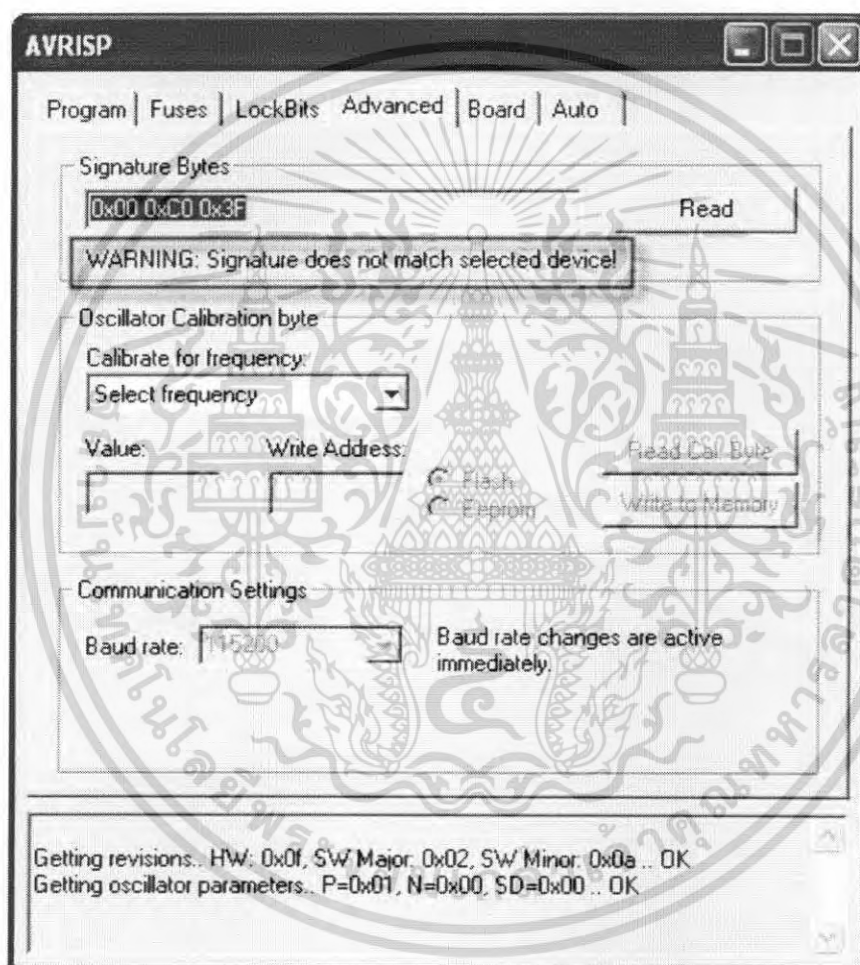 AVRISP
Program Fuses LockBits Advanced Board Auto
Signature Bytes
0x00 0xC0 0x3F
Read
WARNING: Signature does not match selected device!
Oscillator Calibration byte
Calibrate for frequency:
Select frequency
Value:
Write Address:
Read Cal. Byte
Flash
Eeprom
Write to Memory
Communication Settings
Baud rate:
115200
Baud rate changes are active
immediately.
Getting revisions.. HW: 0x0f, SW Major: 0x02, SW Minor: 0x0a .. OK
Getting oscillator parameters.. P=0x01, N=0x00, SD=0x00 .. OK